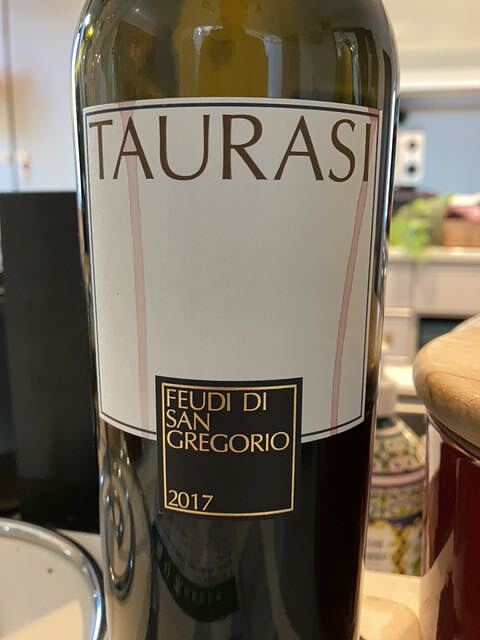 TAURASI
FEUDI DI
SAN
GREGORIO
2017